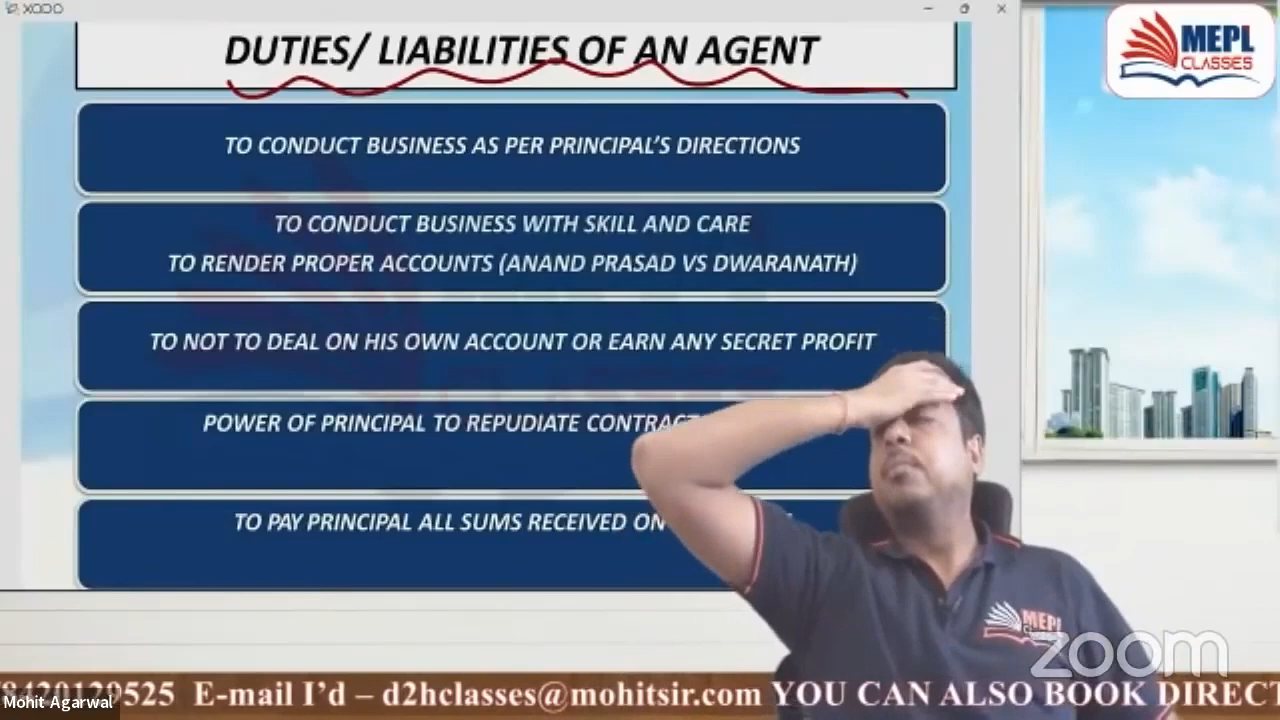 XODO
DUTIES/ LIABILITIES OF AN AGENT
MEPL
CLASSES
TO CONDUCT BUSINESS AS PER PRINCIPAL'S DIRECTIONS
TO CONDUCT BUSINESS WITH SKILL AND CARE
TO RENDER PROPER ACCOUNTS (ANAND PRASAD VS DWARANATH)
TO NOT TO DEAL ON HIS OWN ACCOUNT OR EARN ANY SECRET PROFIT
POWER OF PRINCIPAL TO REPUDIATE
TO PAY PRINCIPAL ALL SUMS RECEIVED ON
MEPL
zoom
E-mail I'd – d2hclasses@mohitsir.com YOU CAN ALSO BOOK DIRECT
Mohit Agarwal